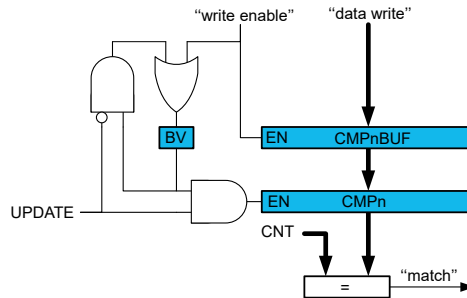 “write enable”
“data write”
BV
EN
CMPnBUF
EN
CMPn
UPDATE
CNT
=
“match”